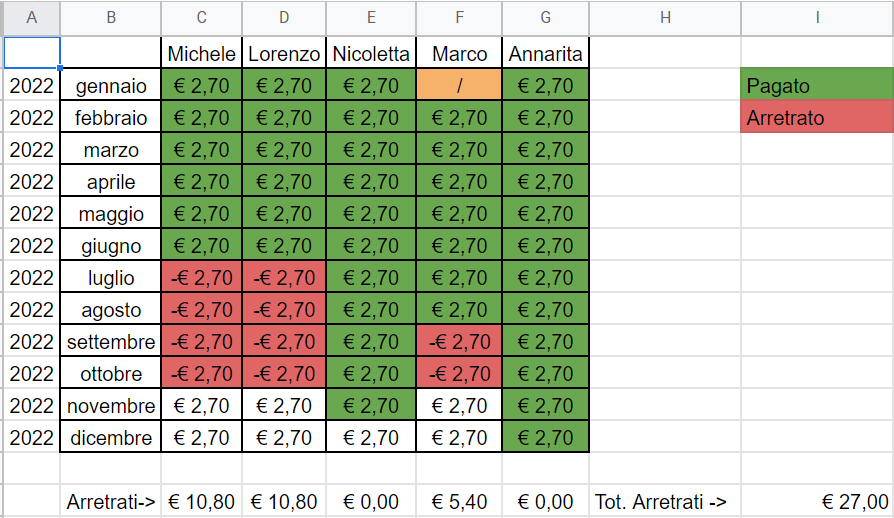 A B C D E F G H I
Michele Lorenzo Nicoletta Marco Annarita
2022 gennaio € 2,70 € 2,70 € 2,70 / € 2,70 Pagato
2022 febbraio € 2,70 € 2,70 € 2,70 € 2,70 € 2,70 Arretrato
2022 marzo € 2,70 € 2,70 € 2,70 € 2,70 € 2,70
2022 aprile € 2,70 € 2,70 € 2,70 € 2,70 € 2,70
2022 maggio € 2,70 € 2,70 € 2,70 € 2,70 € 2,70
2022 giugno € 2,70 € 2,70 € 2,70 € 2,70 € 2,70
2022 luglio -€ 2,70 -€ 2,70 € 2,70 € 2,70 € 2,70
2022 agosto -€ 2,70 -€ 2,70 € 2,70 € 2,70 € 2,70
2022 settembre -€ 2,70 -€ 2,70 € 2,70 -€ 2,70 € 2,70
2022 ottobre -€ 2,70 -€ 2,70 € 2,70 -€ 2,70 € 2,70
2022 novembre € 2,70 € 2,70 € 2,70 € 2,70 € 2,70
2022 dicembre € 2,70 € 2,70 € 2,70 € 2,70 € 2,70
Arretrati-> € 10,80 € 10,80 € 0,00 € 5,40 € 0,00 Tot. Arretrati -> € 27,00